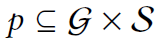 p ⊆ 𝒢 × 𝒮